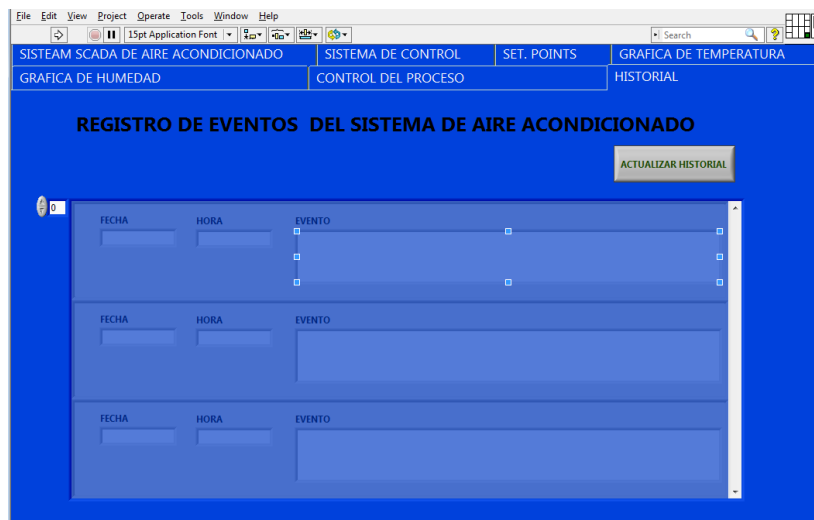 File Edit View Project Operate Tools Window Help
15pt Application Font Search ?
SISTEAM SCADA DE AIRE ACONDICIONADO SISTEMA DE CONTROL SET. POINTS GRAFICA DE TEMPERATURA
GRAFICA DE HUMEDAD CONTROL DEL PROCESO HISTORIAL
REGISTRO DE EVENTOS DEL SISTEMA DE AIRE ACONDICIONADO
ACTUALIZAR HISTORIAL
0
FECHA HORA EVENTO
FECHA HORA EVENTO
FECHA HORA EVENTO